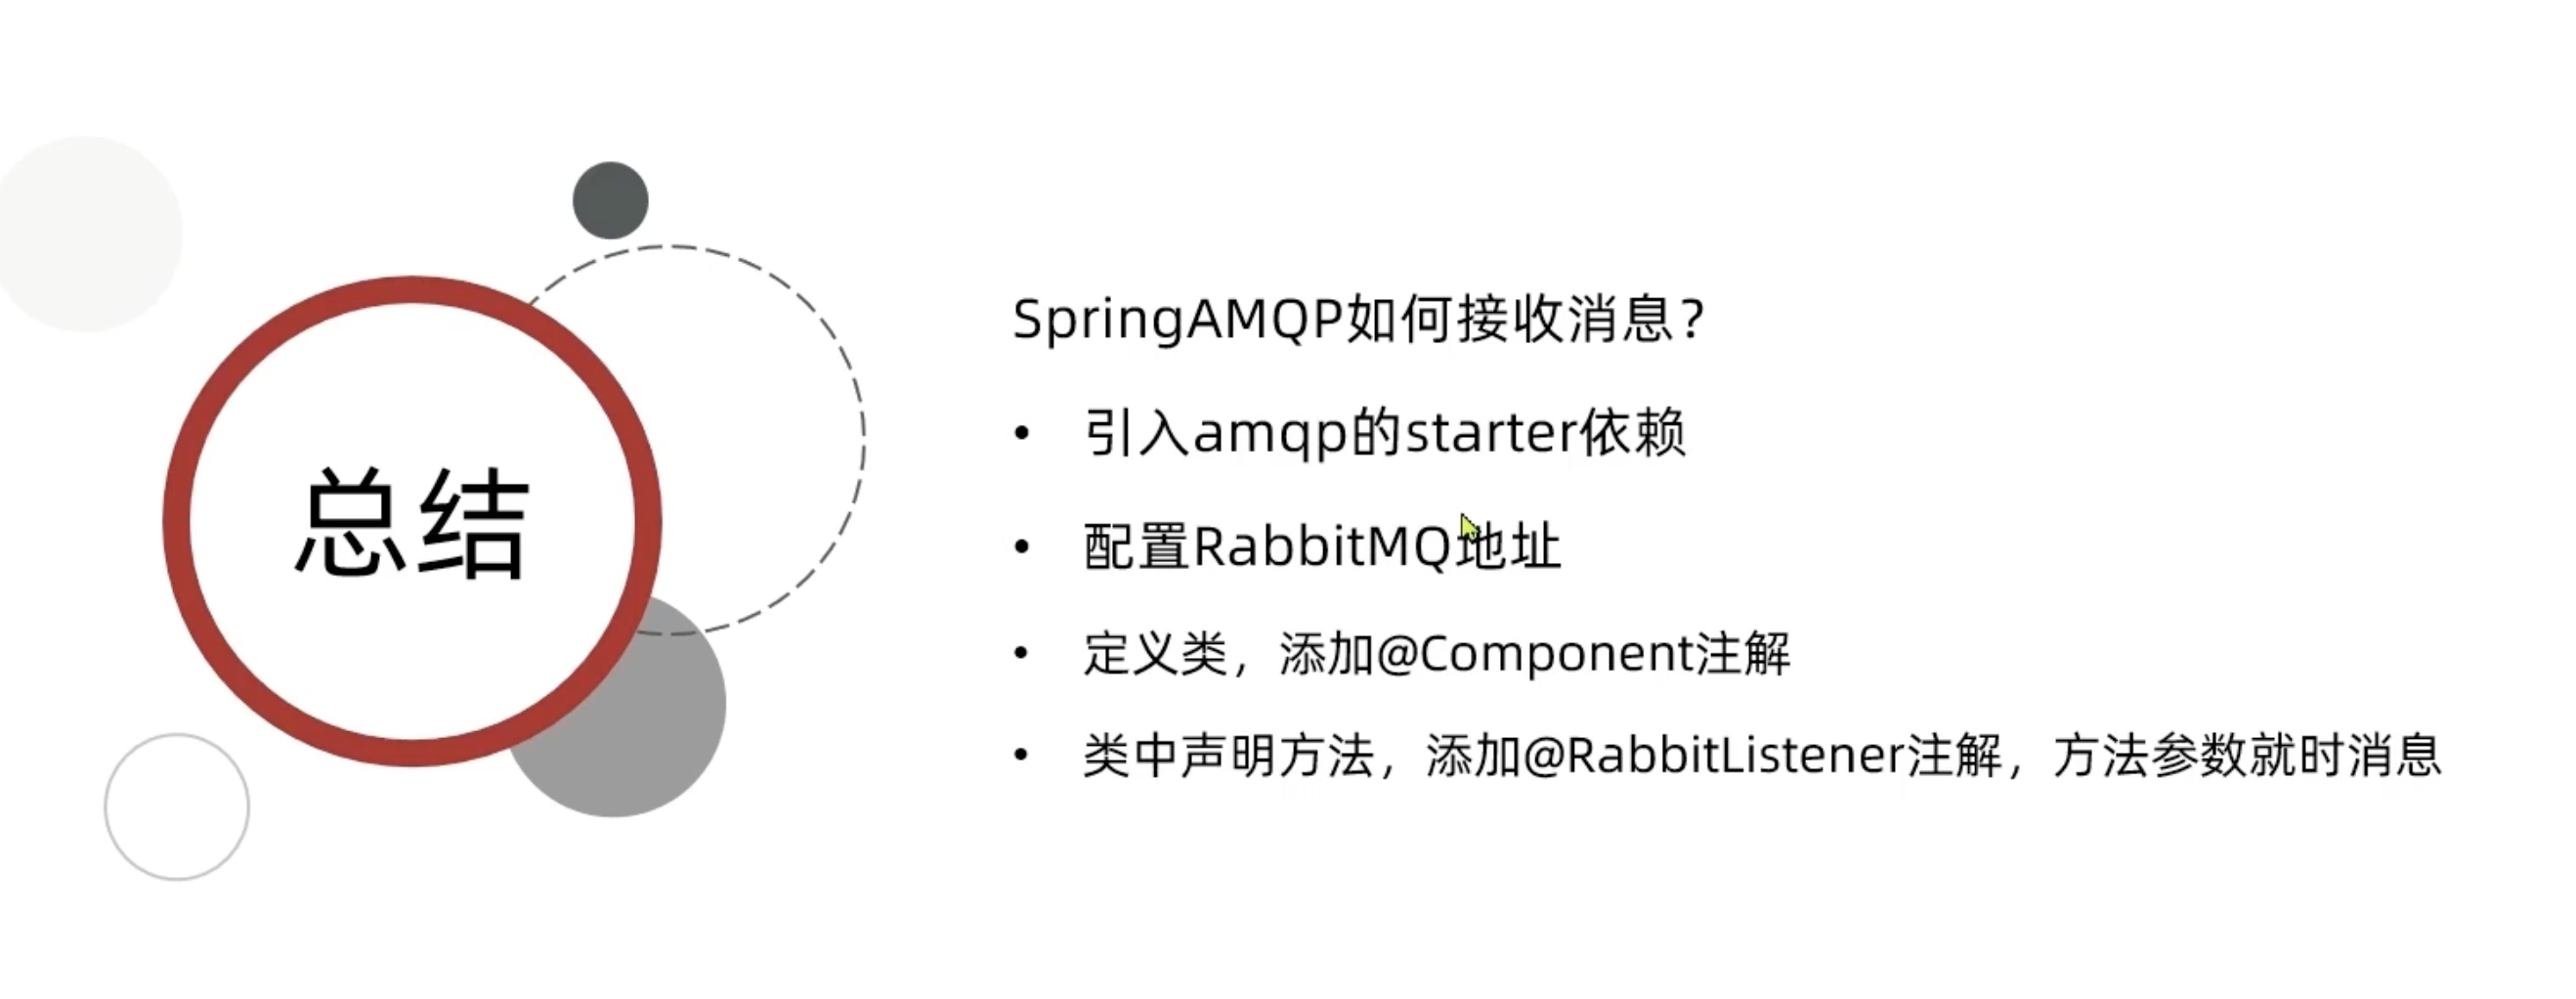 总结
SpringAMQP如何接收消息？
• 引入amqp的starter依赖
• 配置RabbitMQ地址
• 定义类，添加@Component注解
• 类中声明方法，添加@RabbitListener注解，方法参数就时消息